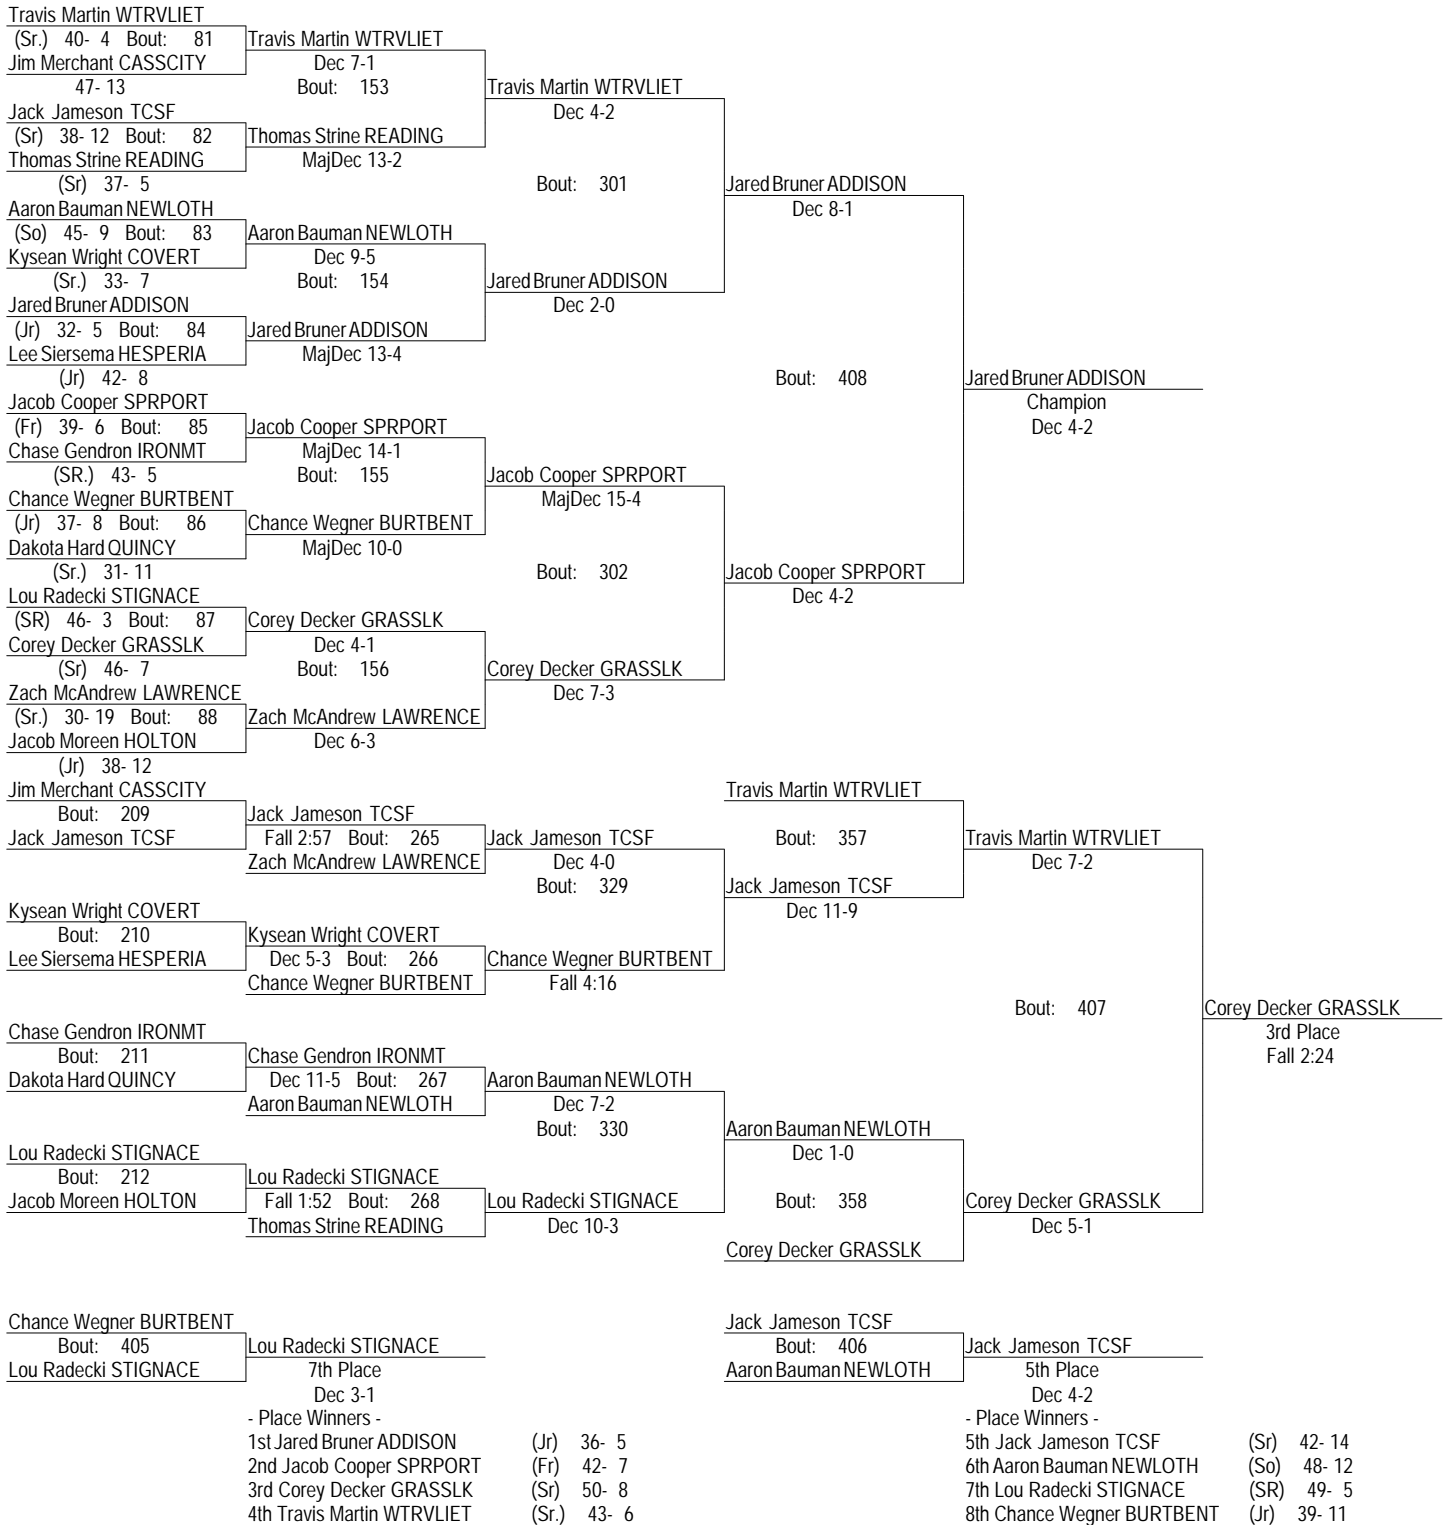 Travis Martin WTRVLIET
(Sr.) 40- 4 Bout: 81 Travis Martin WTRVLIET
Jim Merchant CASSCITY Dec 7-1
47- 13 Bout: 153 Travis Martin WTRVLIET
Jack Jameson TCSF Dec 4-2
(Sr) 38- 12 Bout: 82 Thomas Strine READING
Thomas Strine READING MajDec 13-2
(Sr) 37- 5 Bout: 301 Jared Bruner ADDISON
Aaron Bauman NEWLOTH Dec 8-1
(So) 45- 9 Bout: 83 Aaron Bauman NEWLOTH
Kysean Wright COVERT Dec 9-5
(Sr.) 33- 7 Bout: 154 Jared Bruner ADDISON
Jared Bruner ADDISON Dec 2-0
(Jr) 32- 5 Bout: 84 Jared Bruner ADDISON
Lee Siersema HESPERIA MajDec 13-4
(Jr) 42- 8 Bout: 408 Jared Bruner ADDISON
Jacob Cooper SPRPORT Champion
(Fr) 39- 6 Bout: 85 Jacob Cooper SPRPORT Dec 4-2
Chase Gendron IRONMT MajDec 14-1
(SR.) 43- 5 Bout: 155 Jacob Cooper SPRPORT
Chance Wegner BURTBENT MajDec 15-4
(Jr) 37- 8 Bout: 86 Chance Wegner BURTBENT
Dakota Hard QUINCY MajDec 10-0
(Sr.) 31- 11 Bout: 302 Jacob Cooper SPRPORT
Lou Radecki STIGNACE Dec 4-2
(SR) 46- 3 Bout: 87 Corey Decker GRASSLK
Corey Decker GRASSLK Dec 4-1
(Sr) 46- 7 Bout: 156 Corey Decker GRASSLK
Zach McAndrew LAWRENCE Dec 7-3
(Sr.) 30- 19 Bout: 88 Zach McAndrew LAWRENCE
Jacob Moreen HOLTON Dec 6-3
(Jr) 38- 12
Jim Merchant CASSCITY Travis Martin WTRVLIET
Bout: 209 Jack Jameson TCSF
Jack Jameson TCSF Fall 2:57 Bout: 265 Jack Jameson TCSF Bout: 357 Travis Martin WTRVLIET
Zach McAndrew LAWRENCE Dec 4-0 Dec 7-2
Bout: 329 Jack Jameson TCSF
Kysean Wright COVERT Dec 11-9
Bout: 210 Kysean Wright COVERT
Lee Siersema HESPERIA Dec 5-3 Bout: 266 Chance Wegner BURTBENT
Chance Wegner BURTBENT Fall 4:16
Bout: 407 Corey Decker GRASSLK
Chase Gendron IRONMT 3rd Place
Bout: 211 Chase Gendron IRONMT Fall 2:24
Dakota Hard QUINCY Dec 11-5 Bout: 267 Aaron Bauman NEWLOTH
Aaron Bauman NEWLOTH Dec 7-2
Bout: 330 Aaron Bauman NEWLOTH
Lou Radecki STIGNACE Dec 1-0
Bout: 212 Lou Radecki STIGNACE
Jacob Moreen HOLTON Fall 1:52 Bout: 268 Lou Radecki STIGNACE Bout: 358 Corey Decker GRASSLK
Thomas Strine READING Dec 10-3 Dec 5-1
Corey Decker GRASSLK
Chance Wegner BURTBENT Jack Jameson TCSF
Bout: 405 Lou Radecki STIGNACE Bout: 406 Jack Jameson TCSF
Lou Radecki STIGNACE 7th Place Aaron Bauman NEWLOTH 5th Place
Dec 3-1 Dec 4-2
- Place Winners - - Place Winners -
1st Jared Bruner ADDISON (Jr) 36- 5 5th Jack Jameson TCSF (Sr) 42- 14
2nd Jacob Cooper SPRPORT (Fr) 42- 7 6th Aaron Bauman NEWLOTH (So) 48- 12
3rd Corey Decker GRASSLK (Sr) 50- 8 7th Lou Radecki STIGNACE (SR) 49- 5
4th Travis Martin WTRVLIET (Sr.) 43- 6 8th Chance Wegner BURTBENT (Jr) 39- 11